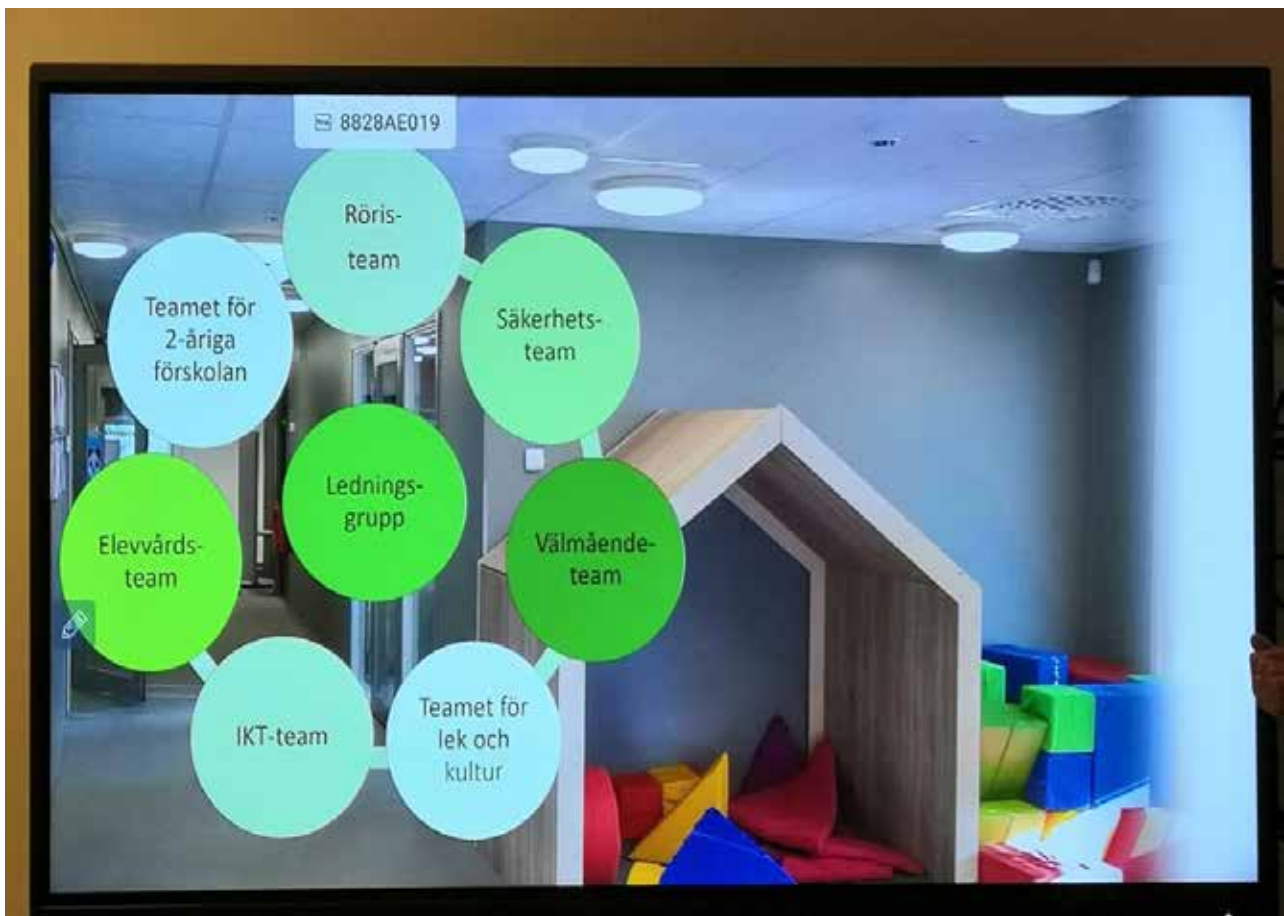 8828AE019
Röris-
team
Säkerhets-
team
Välmående-
team
Teamet för
lek och
kultur
IKT-team
Elevvårds-
team
Teamet för
2-åriga
förskolan
Lednings-
grupp